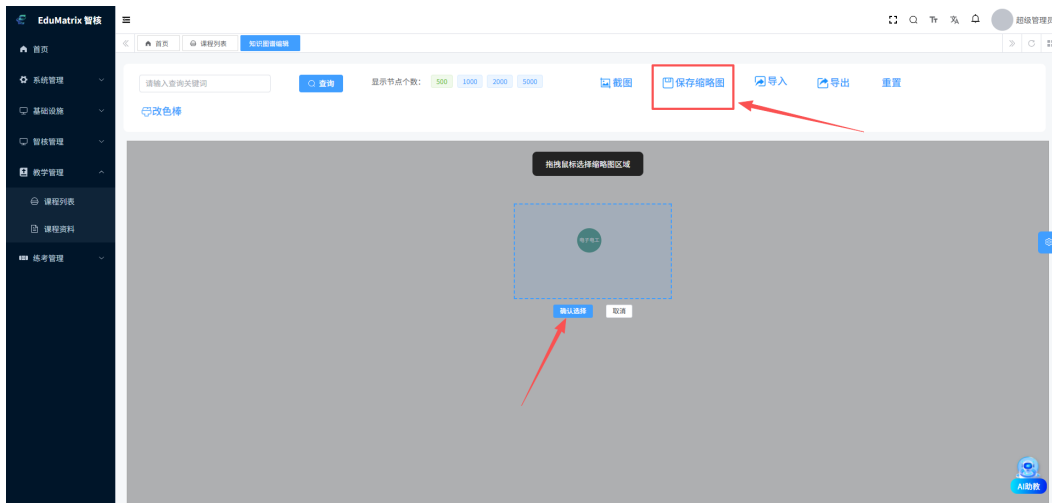 EduMatrix 智核
超级管理员
首页
系统管理
基础设施
智核管理
教学管理
课程列表
课程资料
练考管理
首页
课程列表
知识图谱编辑
请输入查询关键词
查询
显示节点个数：
500
1000
2000
5000
截图
保存缩略图
导入
导出
重置
改色棒
拖拽鼠标选择缩略图区域
电子电工
确认选择
取消
AI助教